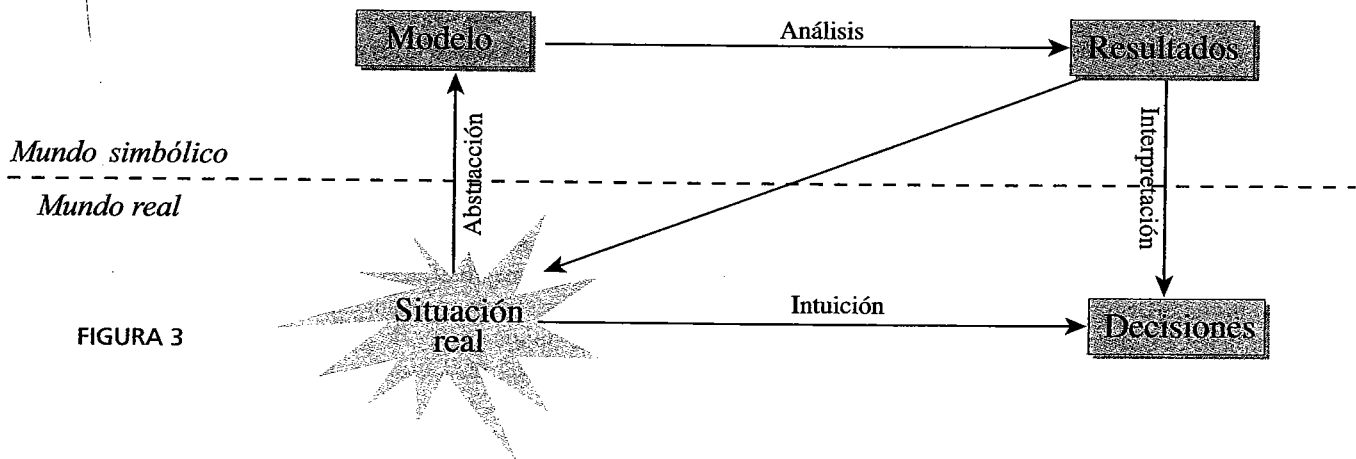 Modelo
Análisis
Resultados
Abstracción
Interpretación
Mundo simbólico
Mundo real
Situación
real
Intuición
Decisiones
FIGURA 3